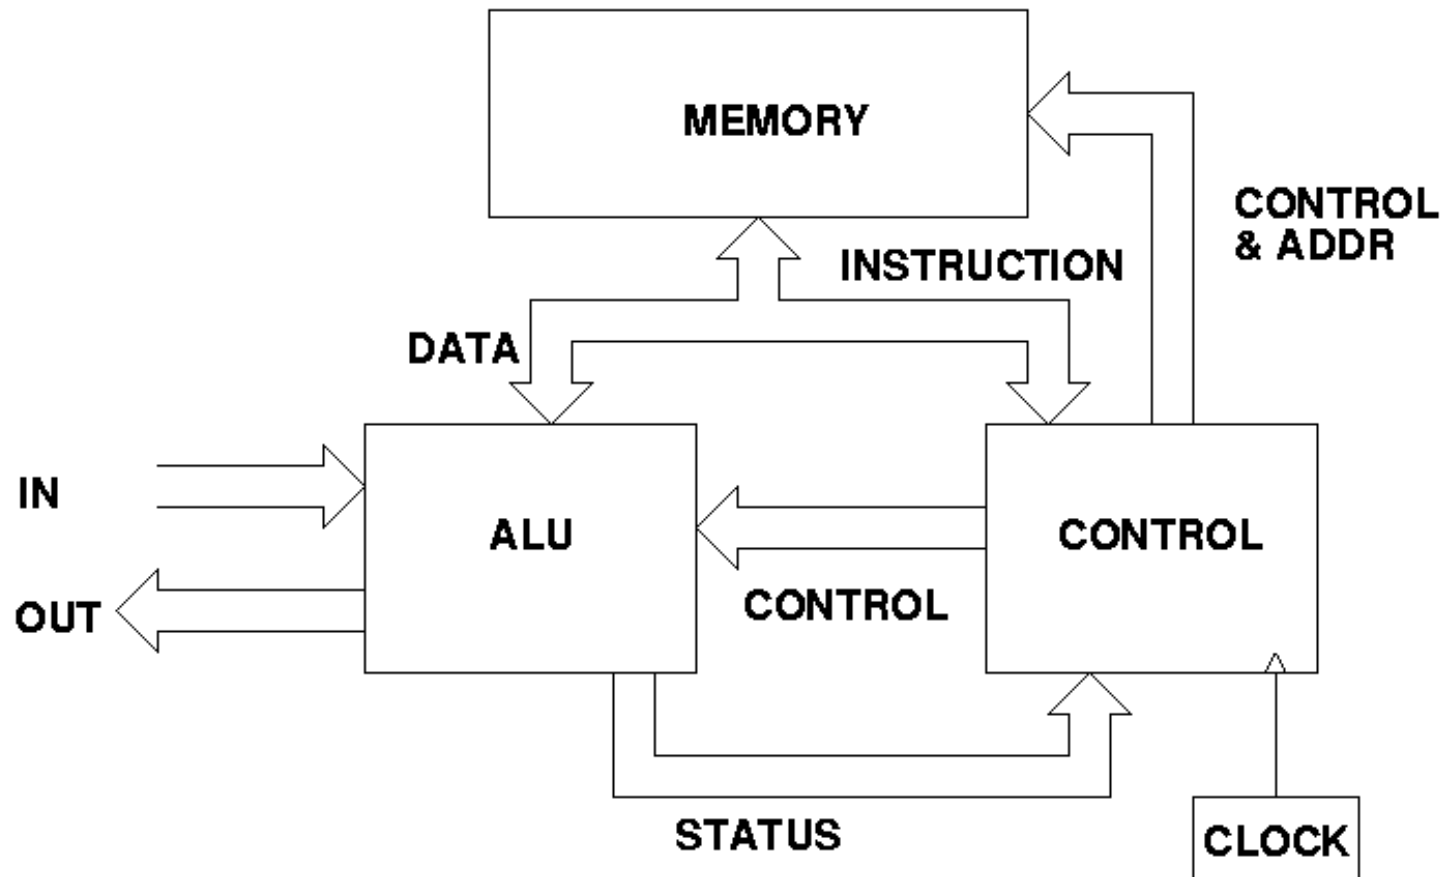 MEMORY
CONTROL
& ADDR
INSTRUCTION
DATA
IN
ALU
CONTROL
OUT
CONTROL
STATUS
CLOCK